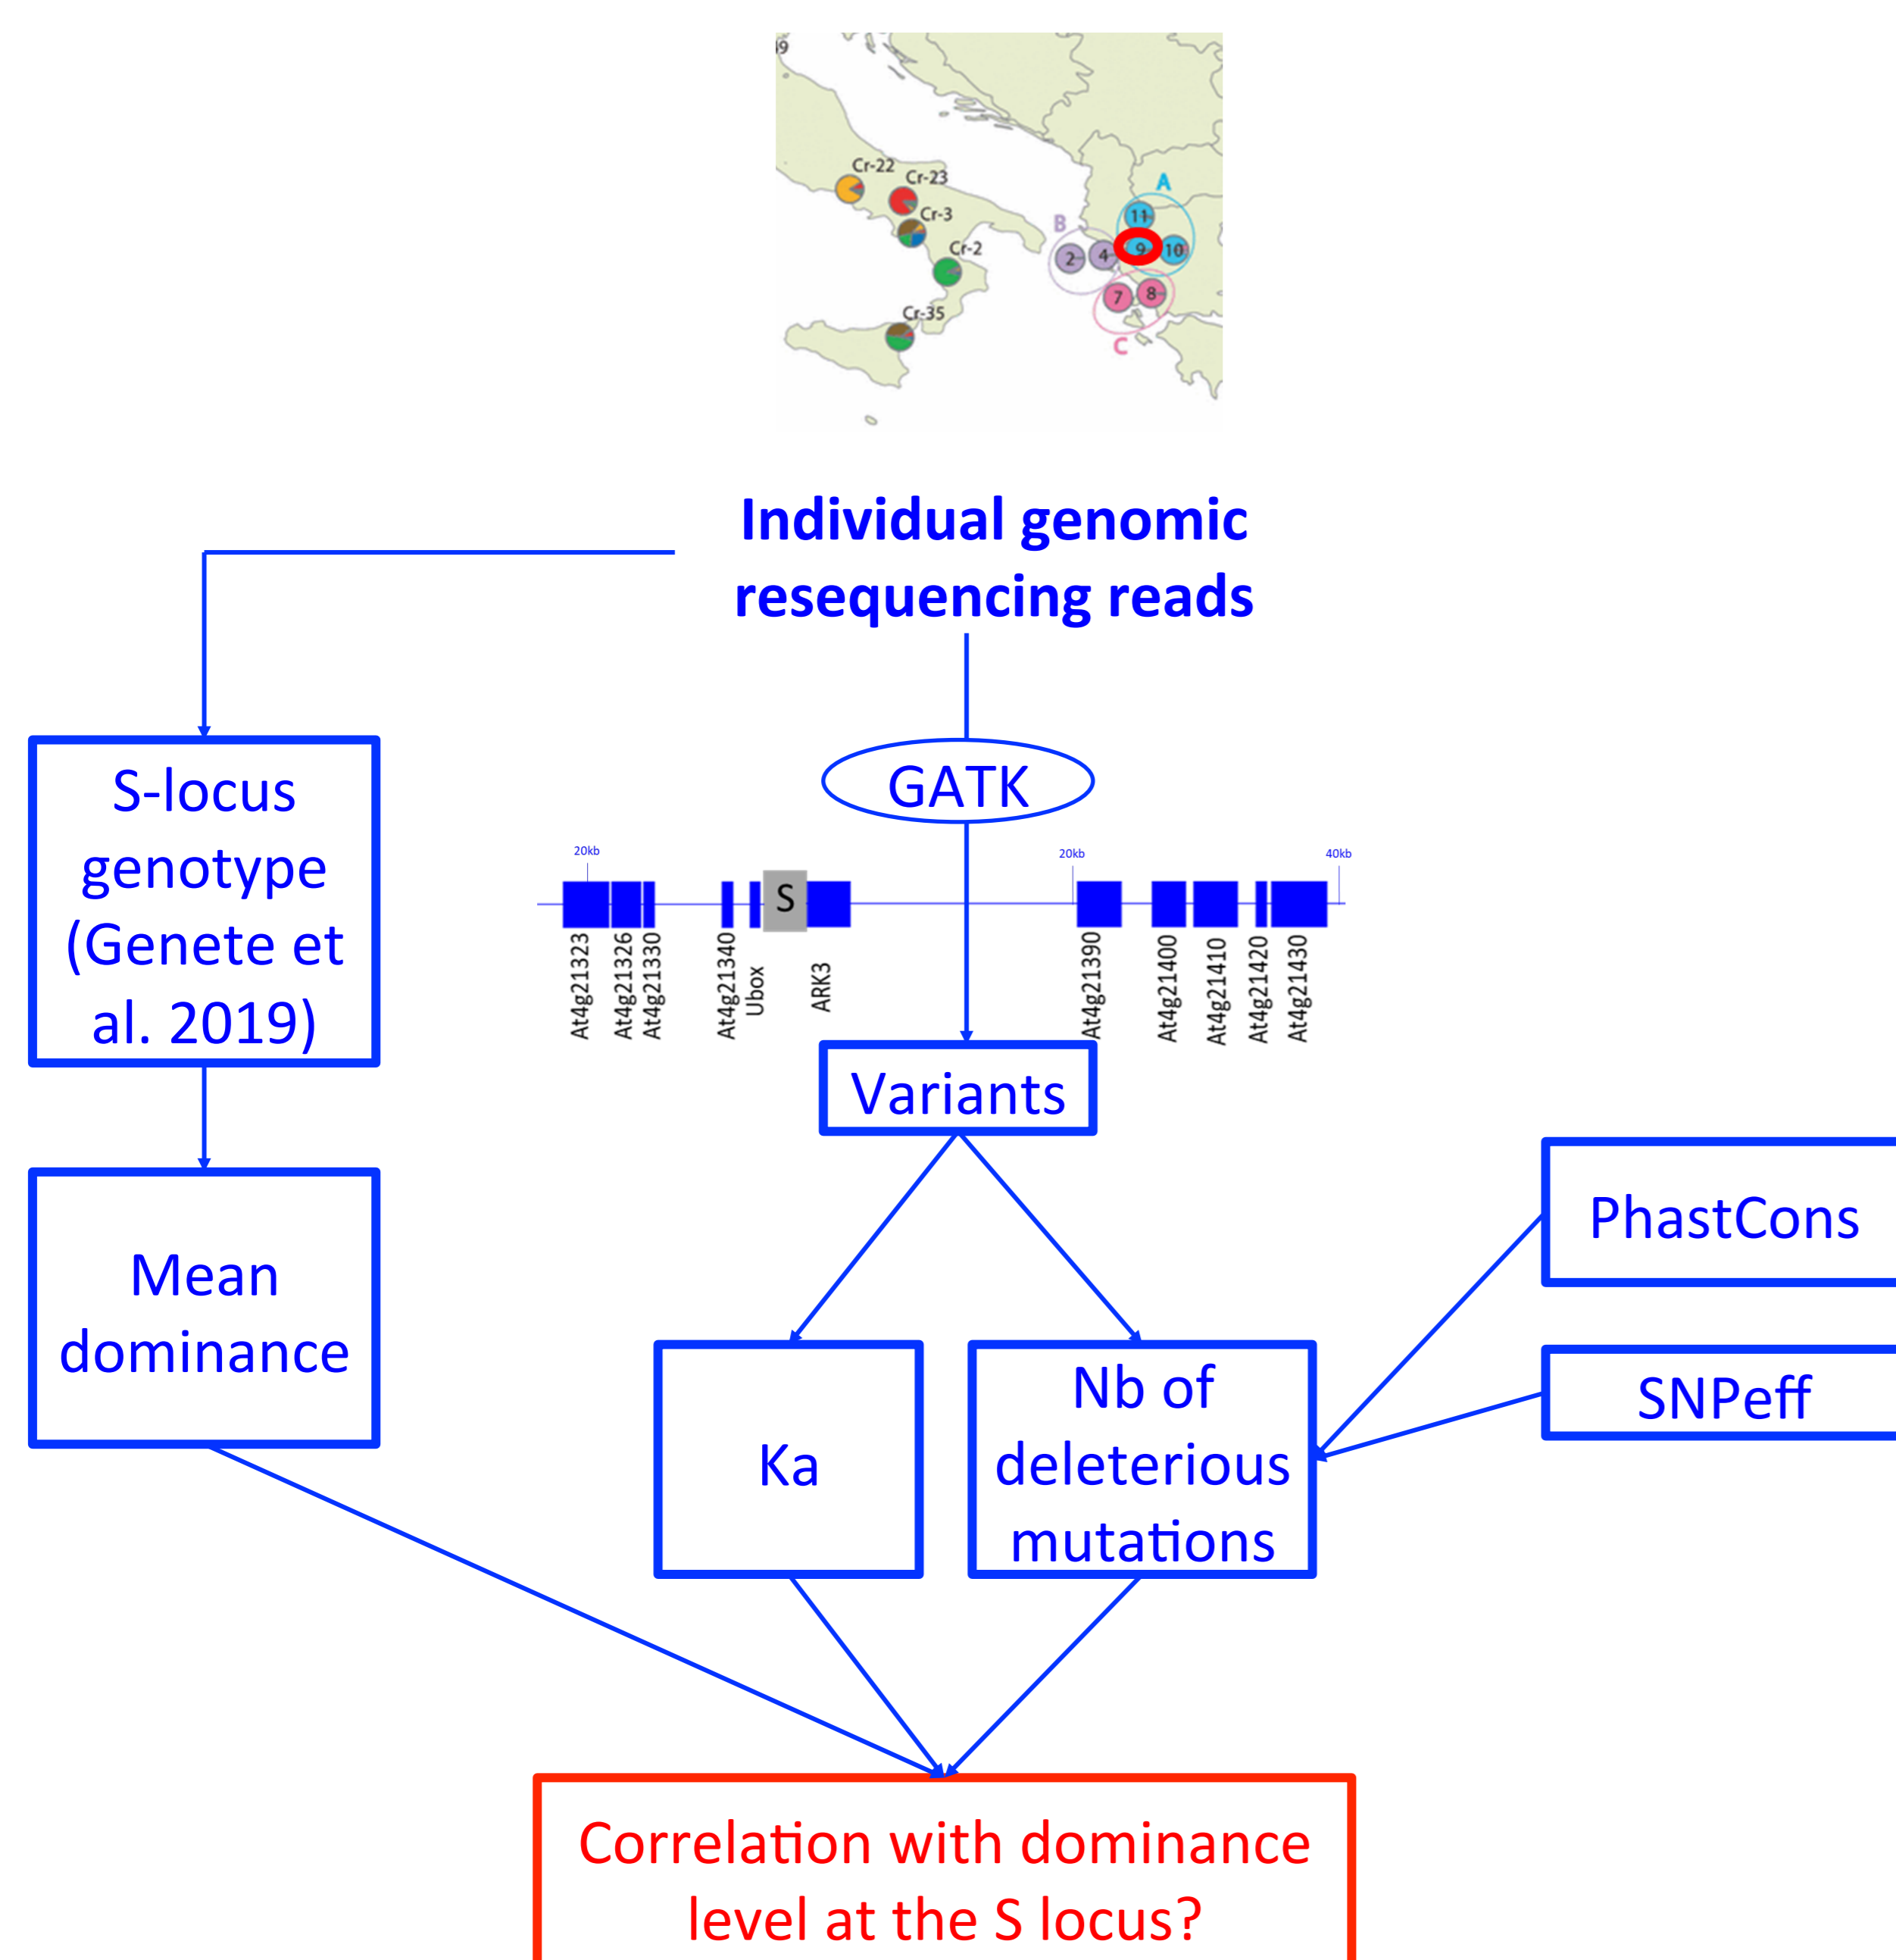 9
Cr-22
Cr-23
Cr-3
Cr-2
Cr-35
A
B
C
11
9
10
2
4
7
8
Individual genomic
resequencing reads
GATK
S-locus
genotype
(Genete et
al. 2019)
20kb
20kb
40kb
S
At4g21323
At4g21326
At4g21330
At4g21340
Ubox
ARK3
At4g21390
At4g21400
At4g21410
At4g21420
At4g21430
Variants
Mean
dominance
PhastCons
SNPeff
Ka
Nb of
deleterious
mutations
Correlation with dominance
level at the S locus?